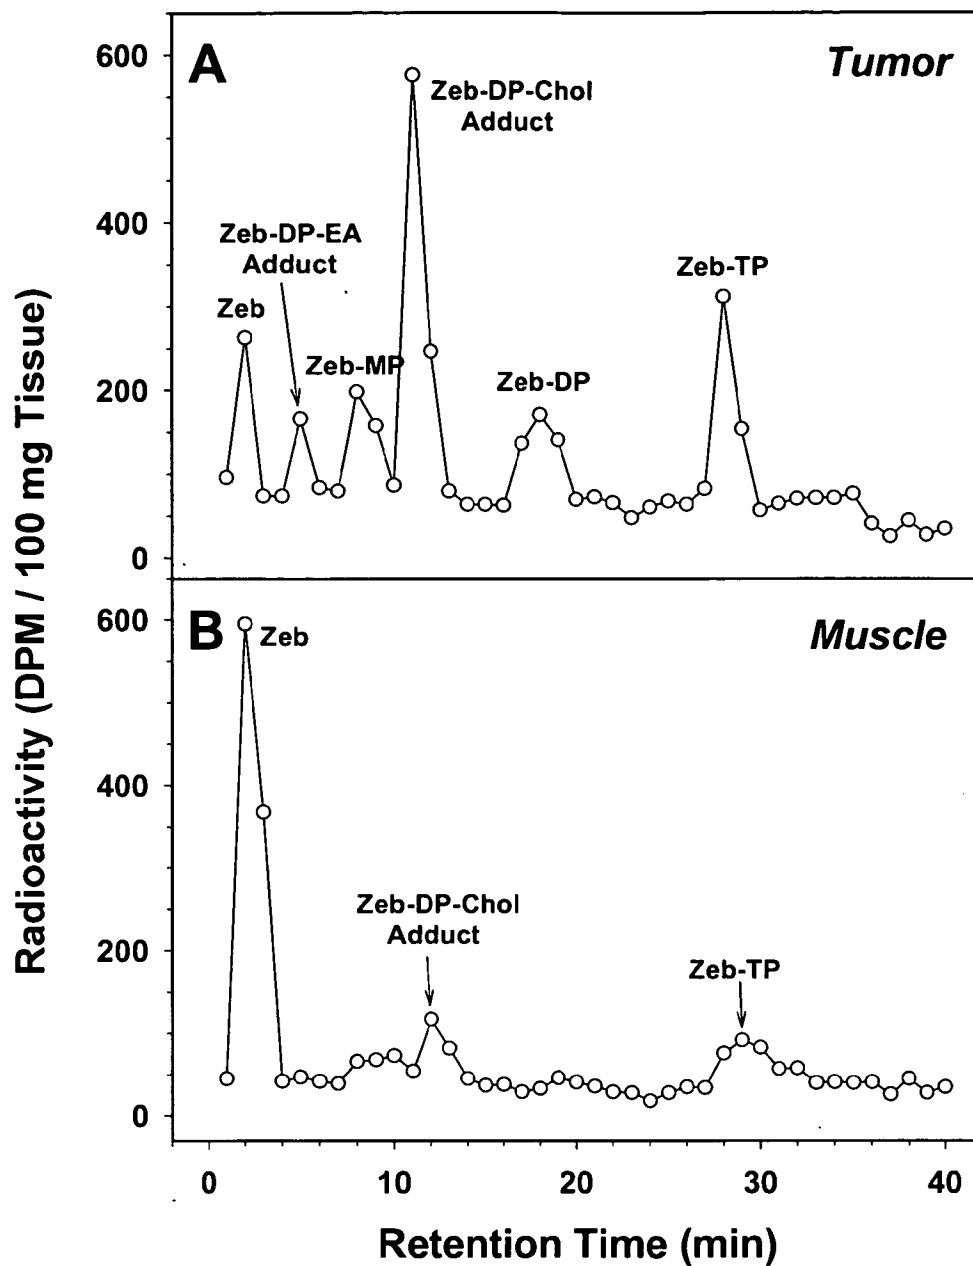 A
Tumor
600
Zeb-DP-Chol
Adduct
400
Zeb-DP-EA
Adduct
Zeb-TP
Zeb
Zeb-MP
Zeb-DP
200
0
B
Muscle
600
Zeb
400
Zeb-DP-Chol
Adduct
200
Zeb-TP
0
0 10 20 30 40
Retention Time (min)
Radioactivity (DPM / 100 mg Tissue)